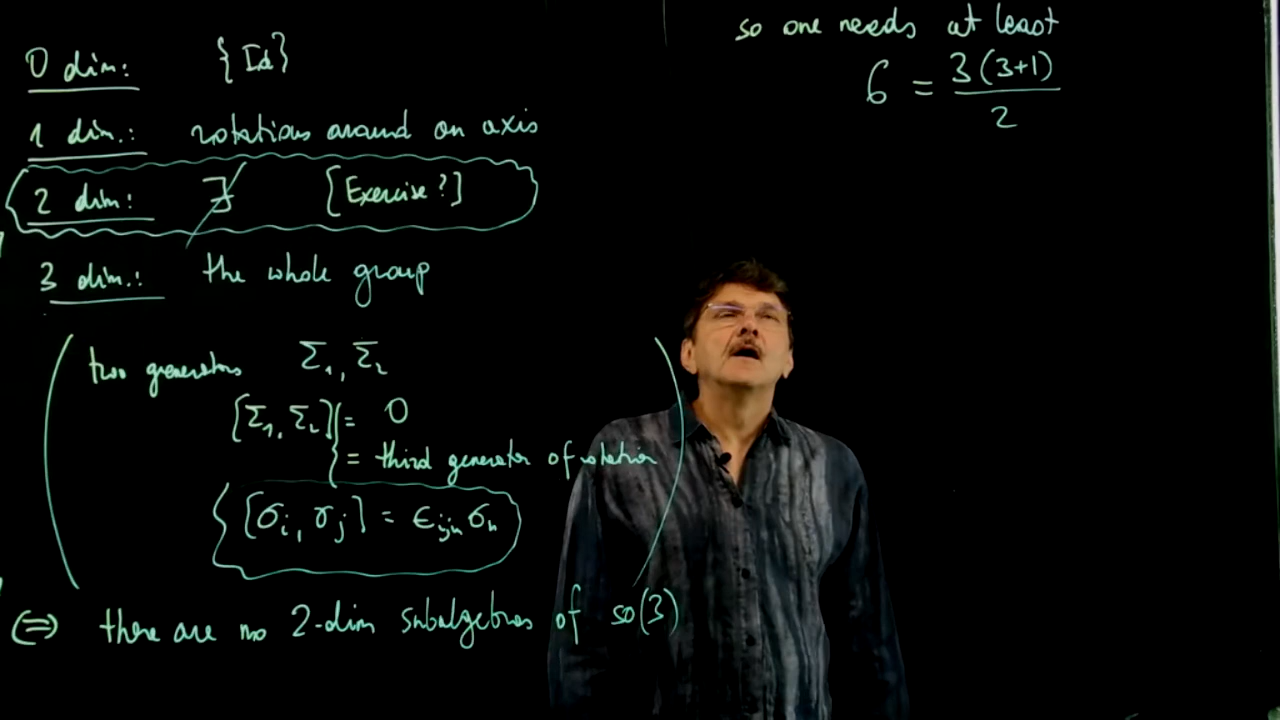 0 dim: {Id}
1 dim.: rotations around on axis
2 dim: ∄ [Exercise?]
3 dim.: the whole group
two generators Σ₁, Σ₂
[Σ₁, Σ₂] = 0
= third generator of rotation
[σᵢ, σⱼ] = ϵᵢⱼₖ σₖ
⇔ there are no 2-dim subalgebras of so(3)
so one needs at least
6 = 3(3+1)/2